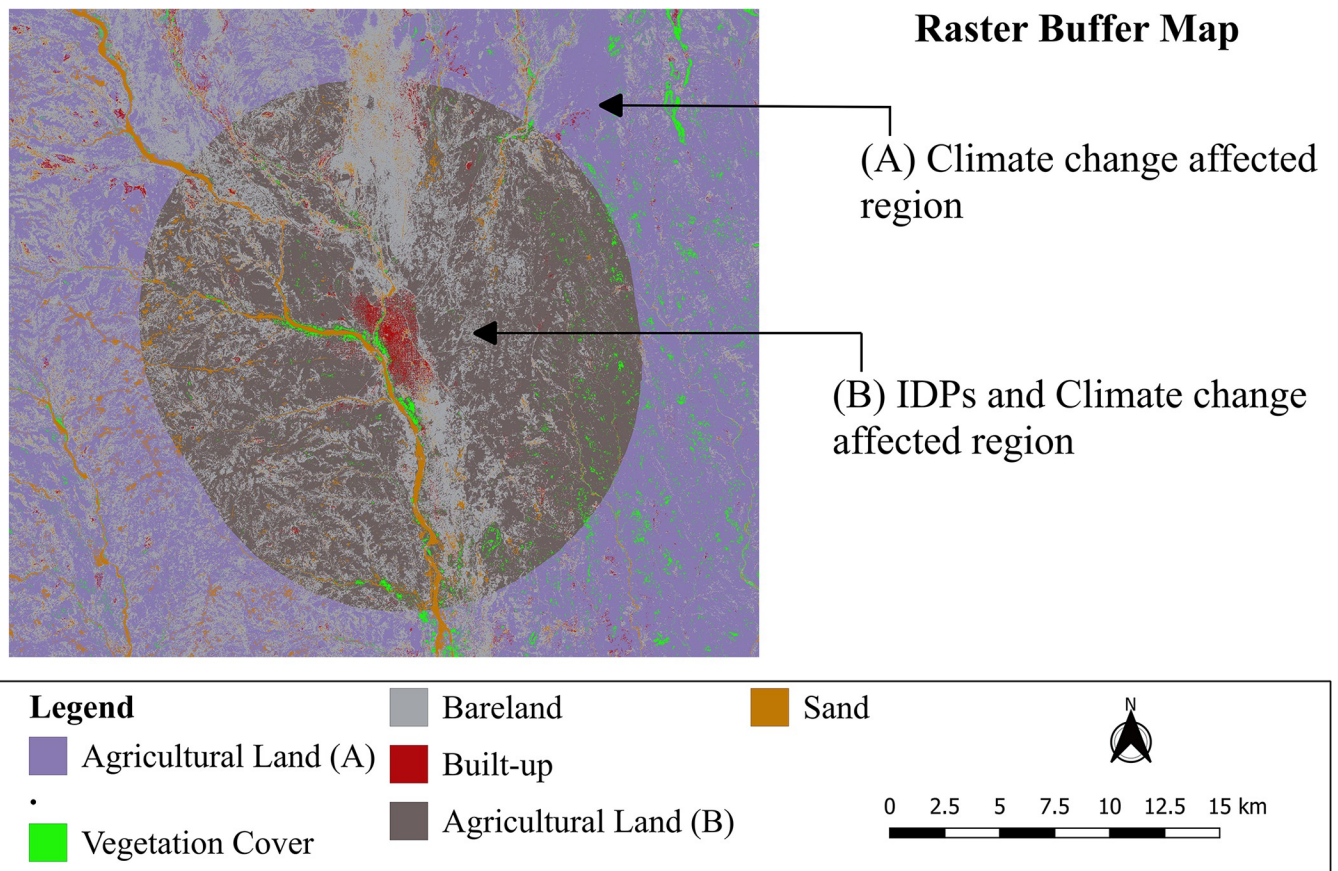 Raster Buffer Map
(A) Climate change affected
region
(B) IDPs and Climate change
affected region
Legend
Agricultural Land (A)
.
Vegetation Cover
Bareland
Built-up
Agricultural Land (B)
Sand
N
0 2.5 5 7.5 10 12.5 15 km